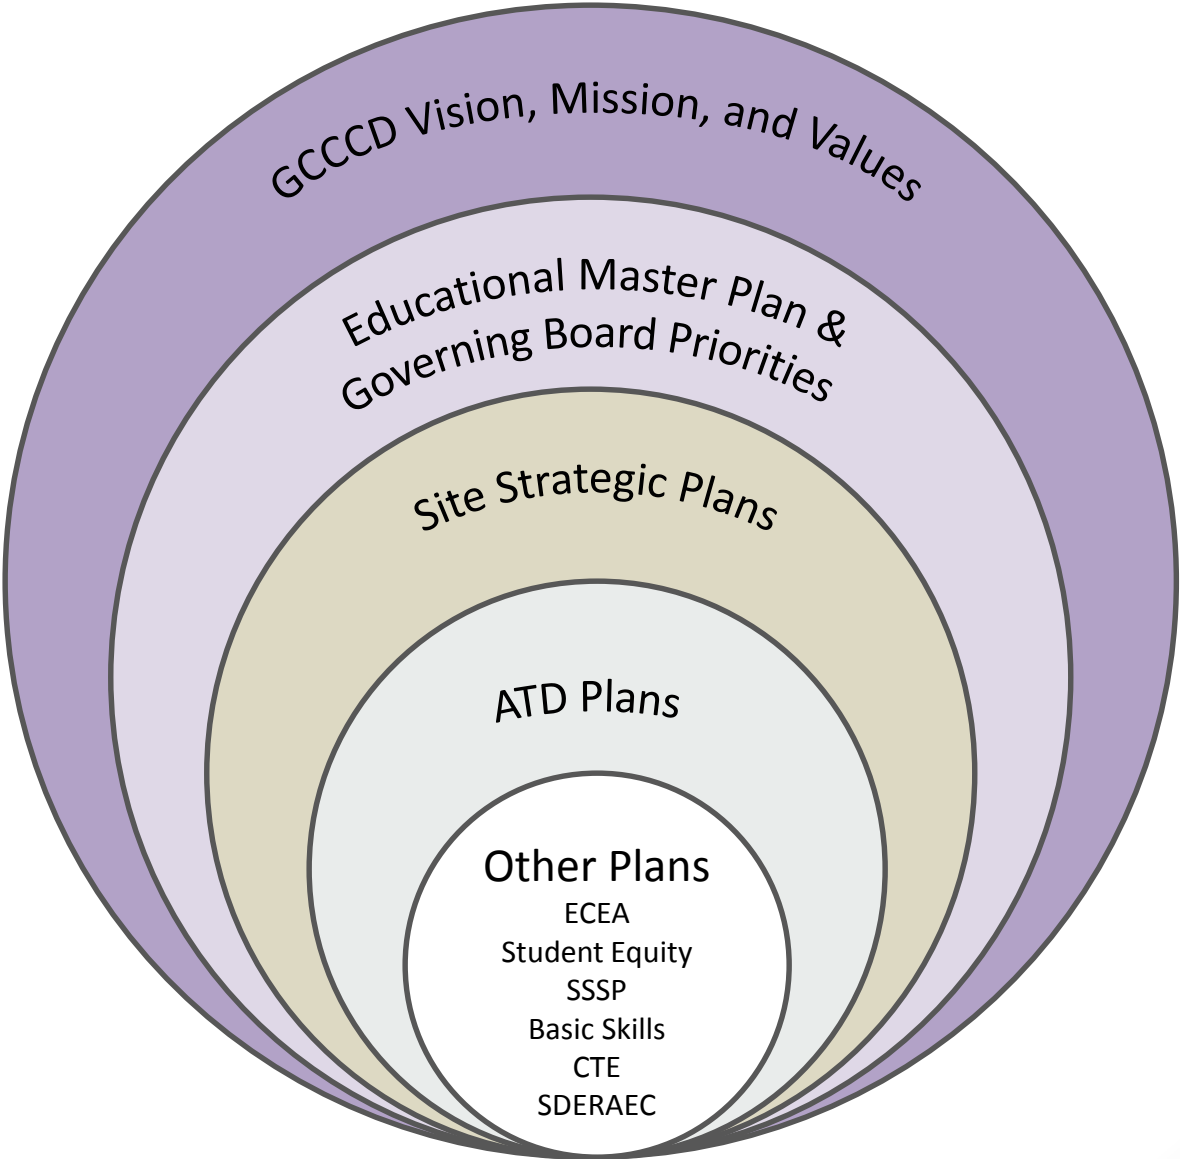 GCCCD Vision, Mission, and Values
Educational Master Plan &
Governing Board Priorities
Site Strategic Plans
ATD Plans
Other Plans
ECEA
Student Equity
SSSP
Basic Skills
CTE
SDERAEC